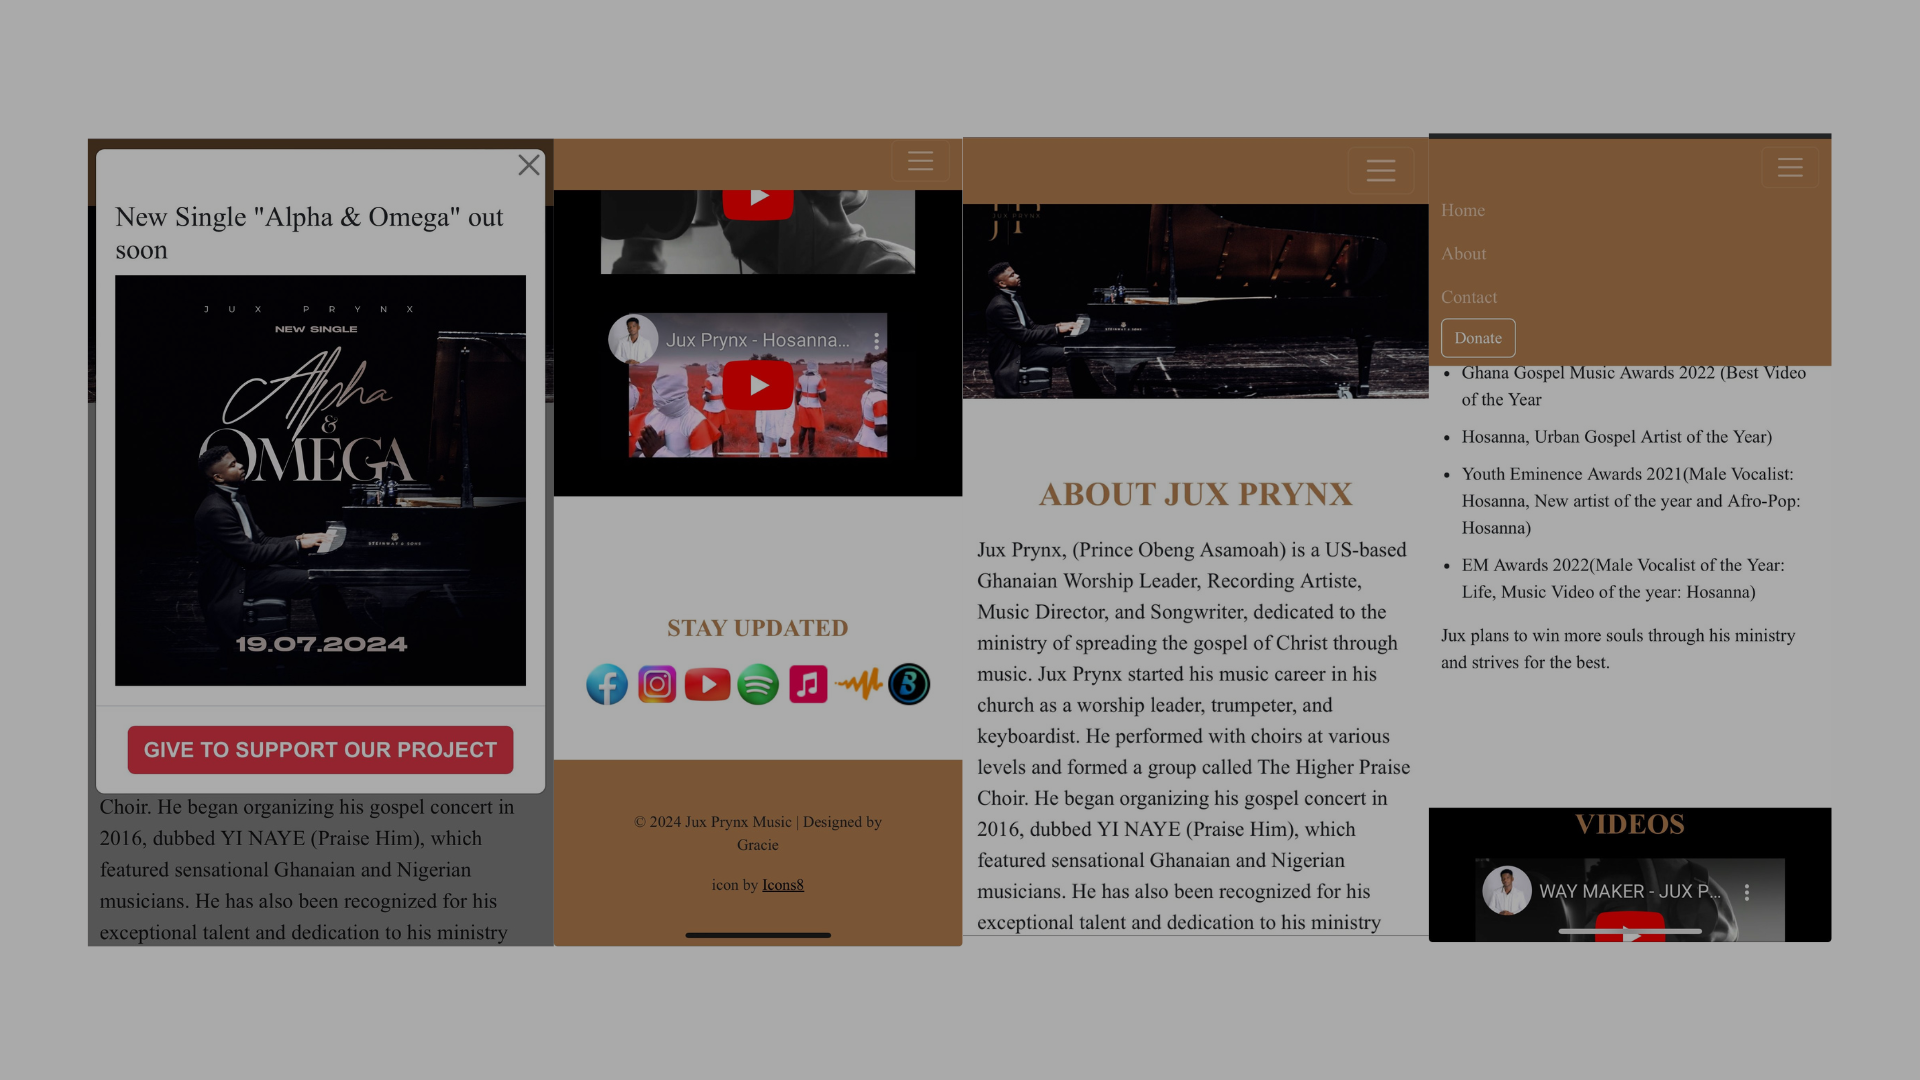 New Single "Alpha & Omega" out
soon
JUX PRYNX
NEW SINGLE
Alpha
&
OMEGA
STEINWAY & SONS
19.07.2024
GIVE TO SUPPORT OUR PROJECT
Choir. He began organizing his gospel concert in
2016, dubbed YI NAYE (Praise Him), which
featured sensational Ghanaian and Nigerian
musicians. He has also been recognized for his
exceptional talent and dedication to his ministry
Jux Prynx - Hosanna...
STAY UPDATED
© 2024 Jux Prynx Music | Designed by
Gracie
icon by Icons8
JUX PRYNX
STEINWAY & SONS
ABOUT JUX PRYNX
Jux Prynx, (Prince Obeng Asamoah) is a US-based
Ghanaian Worship Leader, Recording Artiste,
Music Director, and Songwriter, dedicated to the
ministry of spreading the gospel of Christ through
music. Jux Prynx started his music career in his
church as a worship leader, trumpeter, and
keyboardist. He performed with choirs at various
levels and formed a group called The Higher Praise
Choir. He began organizing his gospel concert in
2016, dubbed YI NAYE (Praise Him), which
featured sensational Ghanaian and Nigerian
musicians. He has also been recognized for his
exceptional talent and dedication to his ministry
Home
About
Contact
Donate
• Ghana Gospel Music Awards 2022 (Best Video
of the Year
• Hosanna, Urban Gospel Artist of the Year)
• Youth Eminence Awards 2021(Male Vocalist:
Hosanna, New artist of the year and Afro-Pop:
Hosanna)
• EM Awards 2022(Male Vocalist of the Year:
Life, Music Video of the year: Hosanna)
Jux plans to win more souls through his ministry
and strives for the best.
VIDEOS
WAY MAKER - JUX P...